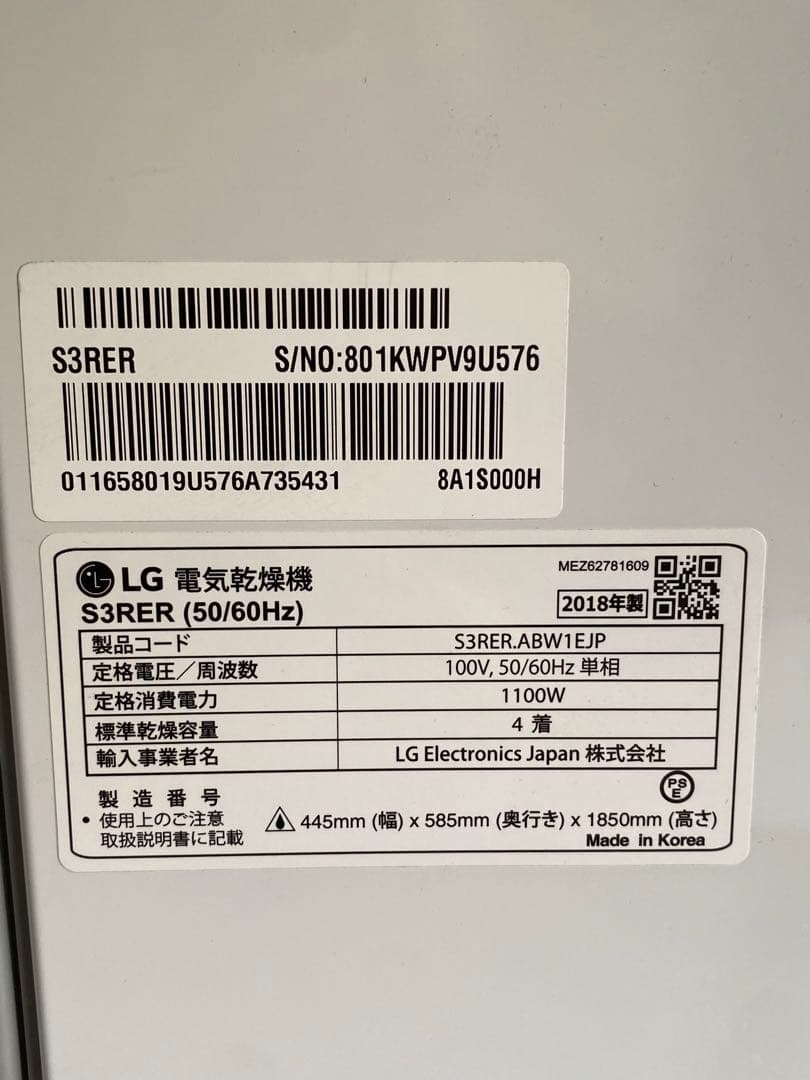 S3RER S/NO:801KWPV9U576
011658019U576A735431 8A1S000H
LG 電気乾燥機 MEZ62781609
S3RER (50/60Hz) 2018年製
製品コード S3RER.ABW1EJP
定格電圧／周波数 100V, 50/60Hz 単相
定格消費電力 1100W
標準乾燥容量 4 着
輸入事業者名 LG Electronics Japan 株式会社
PS
E
製造番号
• 使用上のご注意 445mm (幅) x 585mm (奥行き) x 1850mm (高さ)
取扱説明書に記載 Made in Korea